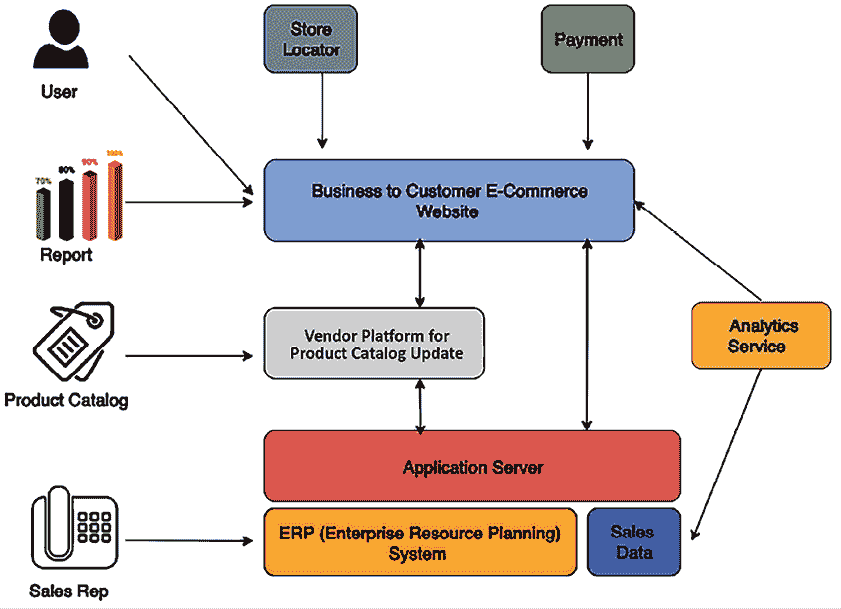 Store
Locator
Payment
User
Business to Customer E-Commerce
Website
70%
80%
90%
100%
Report
Vendor Platform for
Product Catalog Update
Analytics
Service
Product Catalog
Application Server
ERP (Enterprise Resource Planning)
System
Sales
Data
Sales Rep